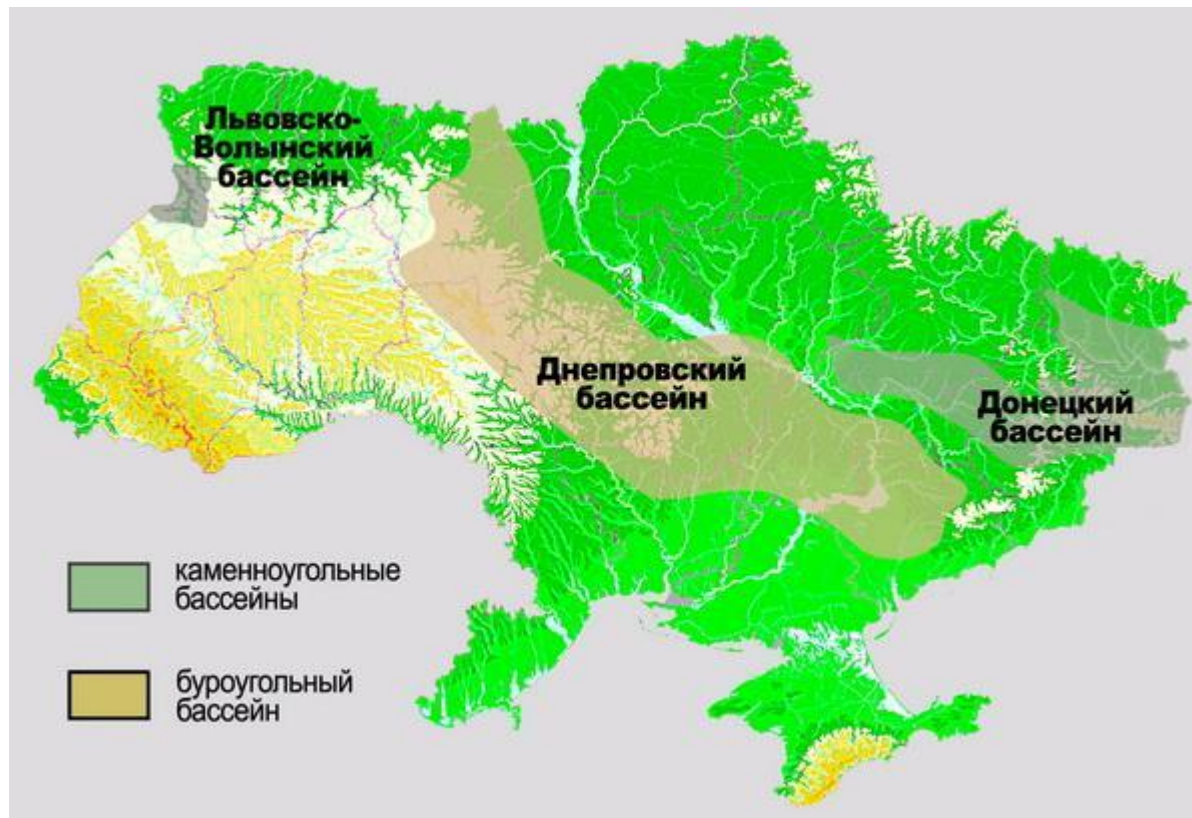 Львовско-
Волынский
бассейн
Днепровский
бассейн
Донецкий
бассейн
каменноугольные
бассейны
буроугольный
бассейн